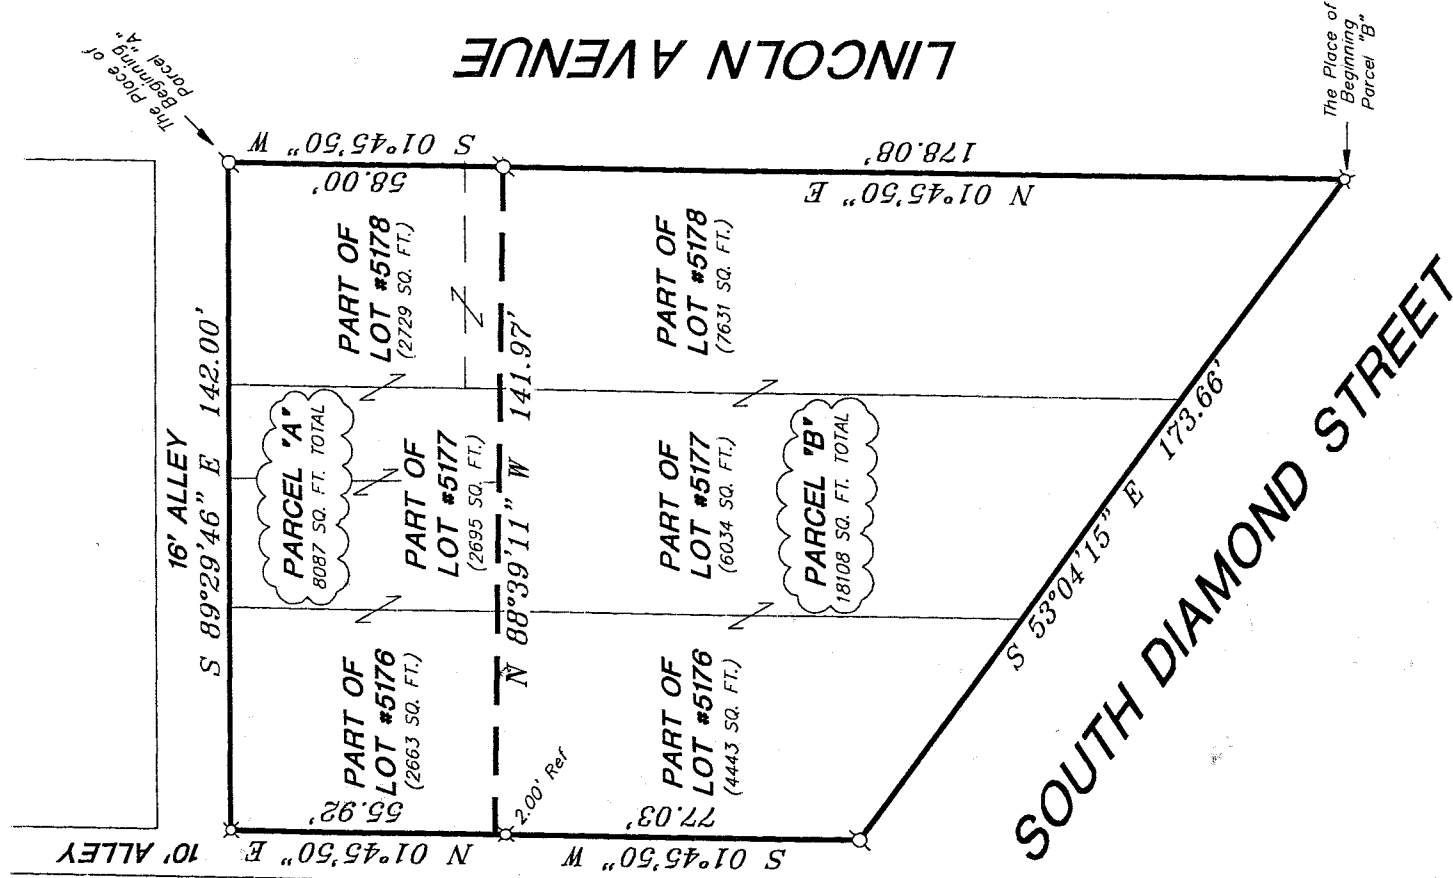 LINCOLN AVENUE
The Place of
Beginning
Parcel "A"
The Place of
Beginning
Parcel "B"
S 01°45'50" W
58.00'
178.08'
N 01°45'50" E
16' ALLEY
S 89°29'46" E 142.00'
PART OF
LOT #5178
(2729 SQ. FT.)
PART OF
LOT #5178
(7631 SQ. FT.)
PARCEL "A"
8087 SQ. FT. TOTAL
PART OF
LOT #5177
(2695 SQ. FT.)
N 88°39'11" W 141.97'
PART OF
LOT #5177
(6034 SQ. FT.)
PARCEL "B"
18108 SQ. FT. TOTAL
S 53°04'15" E 173.66'
SOUTH DIAMOND STREET
PART OF
LOT #5176
(2663 SQ. FT.)
PART OF
LOT #5176
(4443 SQ. FT.)
55.92'
2.00' Ref
77.03'
10' ALLEY
N 01°45'50" E
S 01°45'50" W